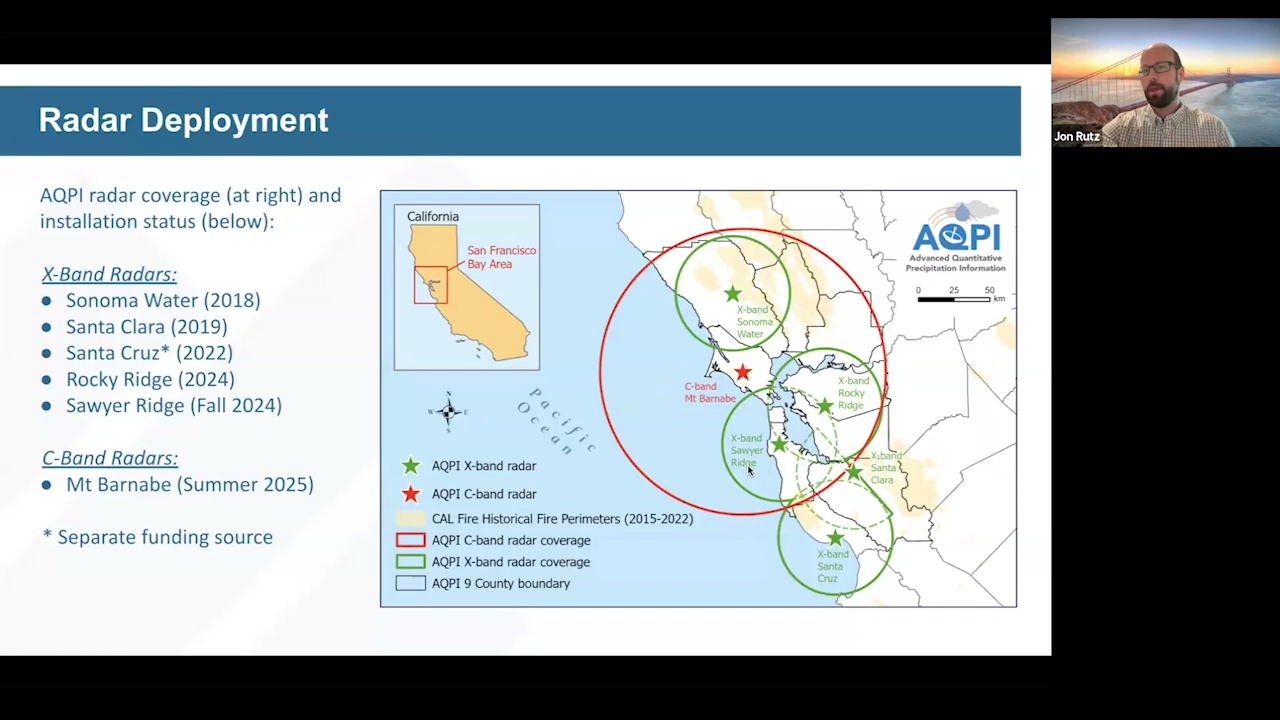 Radar Deployment
Jon Rutz
AQPI radar coverage (at right) and
installation status (below):
X-Band Radars:
● Sonoma Water (2018)
● Santa Clara (2019)
● Santa Cruz* (2022)
● Rocky Ridge (2024)
● Sawyer Ridge (Fall 2024)
C-Band Radars:
● Mt Barnabe (Summer 2025)
* Separate funding source
California
San Francisco
Bay Area
AQPI
Advanced Quantitative
Precipitation Information
0 25 50
km
X-band
Sonoma
Water
C-band
Mt Barnabe
X-band
Rocky
Ridge
X-band
Sawyer
Ridge
X-band
Santa
Clara
X-band
Santa
Cruz
Pacific
Ocean
N
W E
S
AQPI X-band radar
AQPI C-band radar
CAL Fire Historical Fire Perimeters (2015-2022)
AQPI C-band radar coverage
AQPI X-band radar coverage
AQPI 9 County boundary